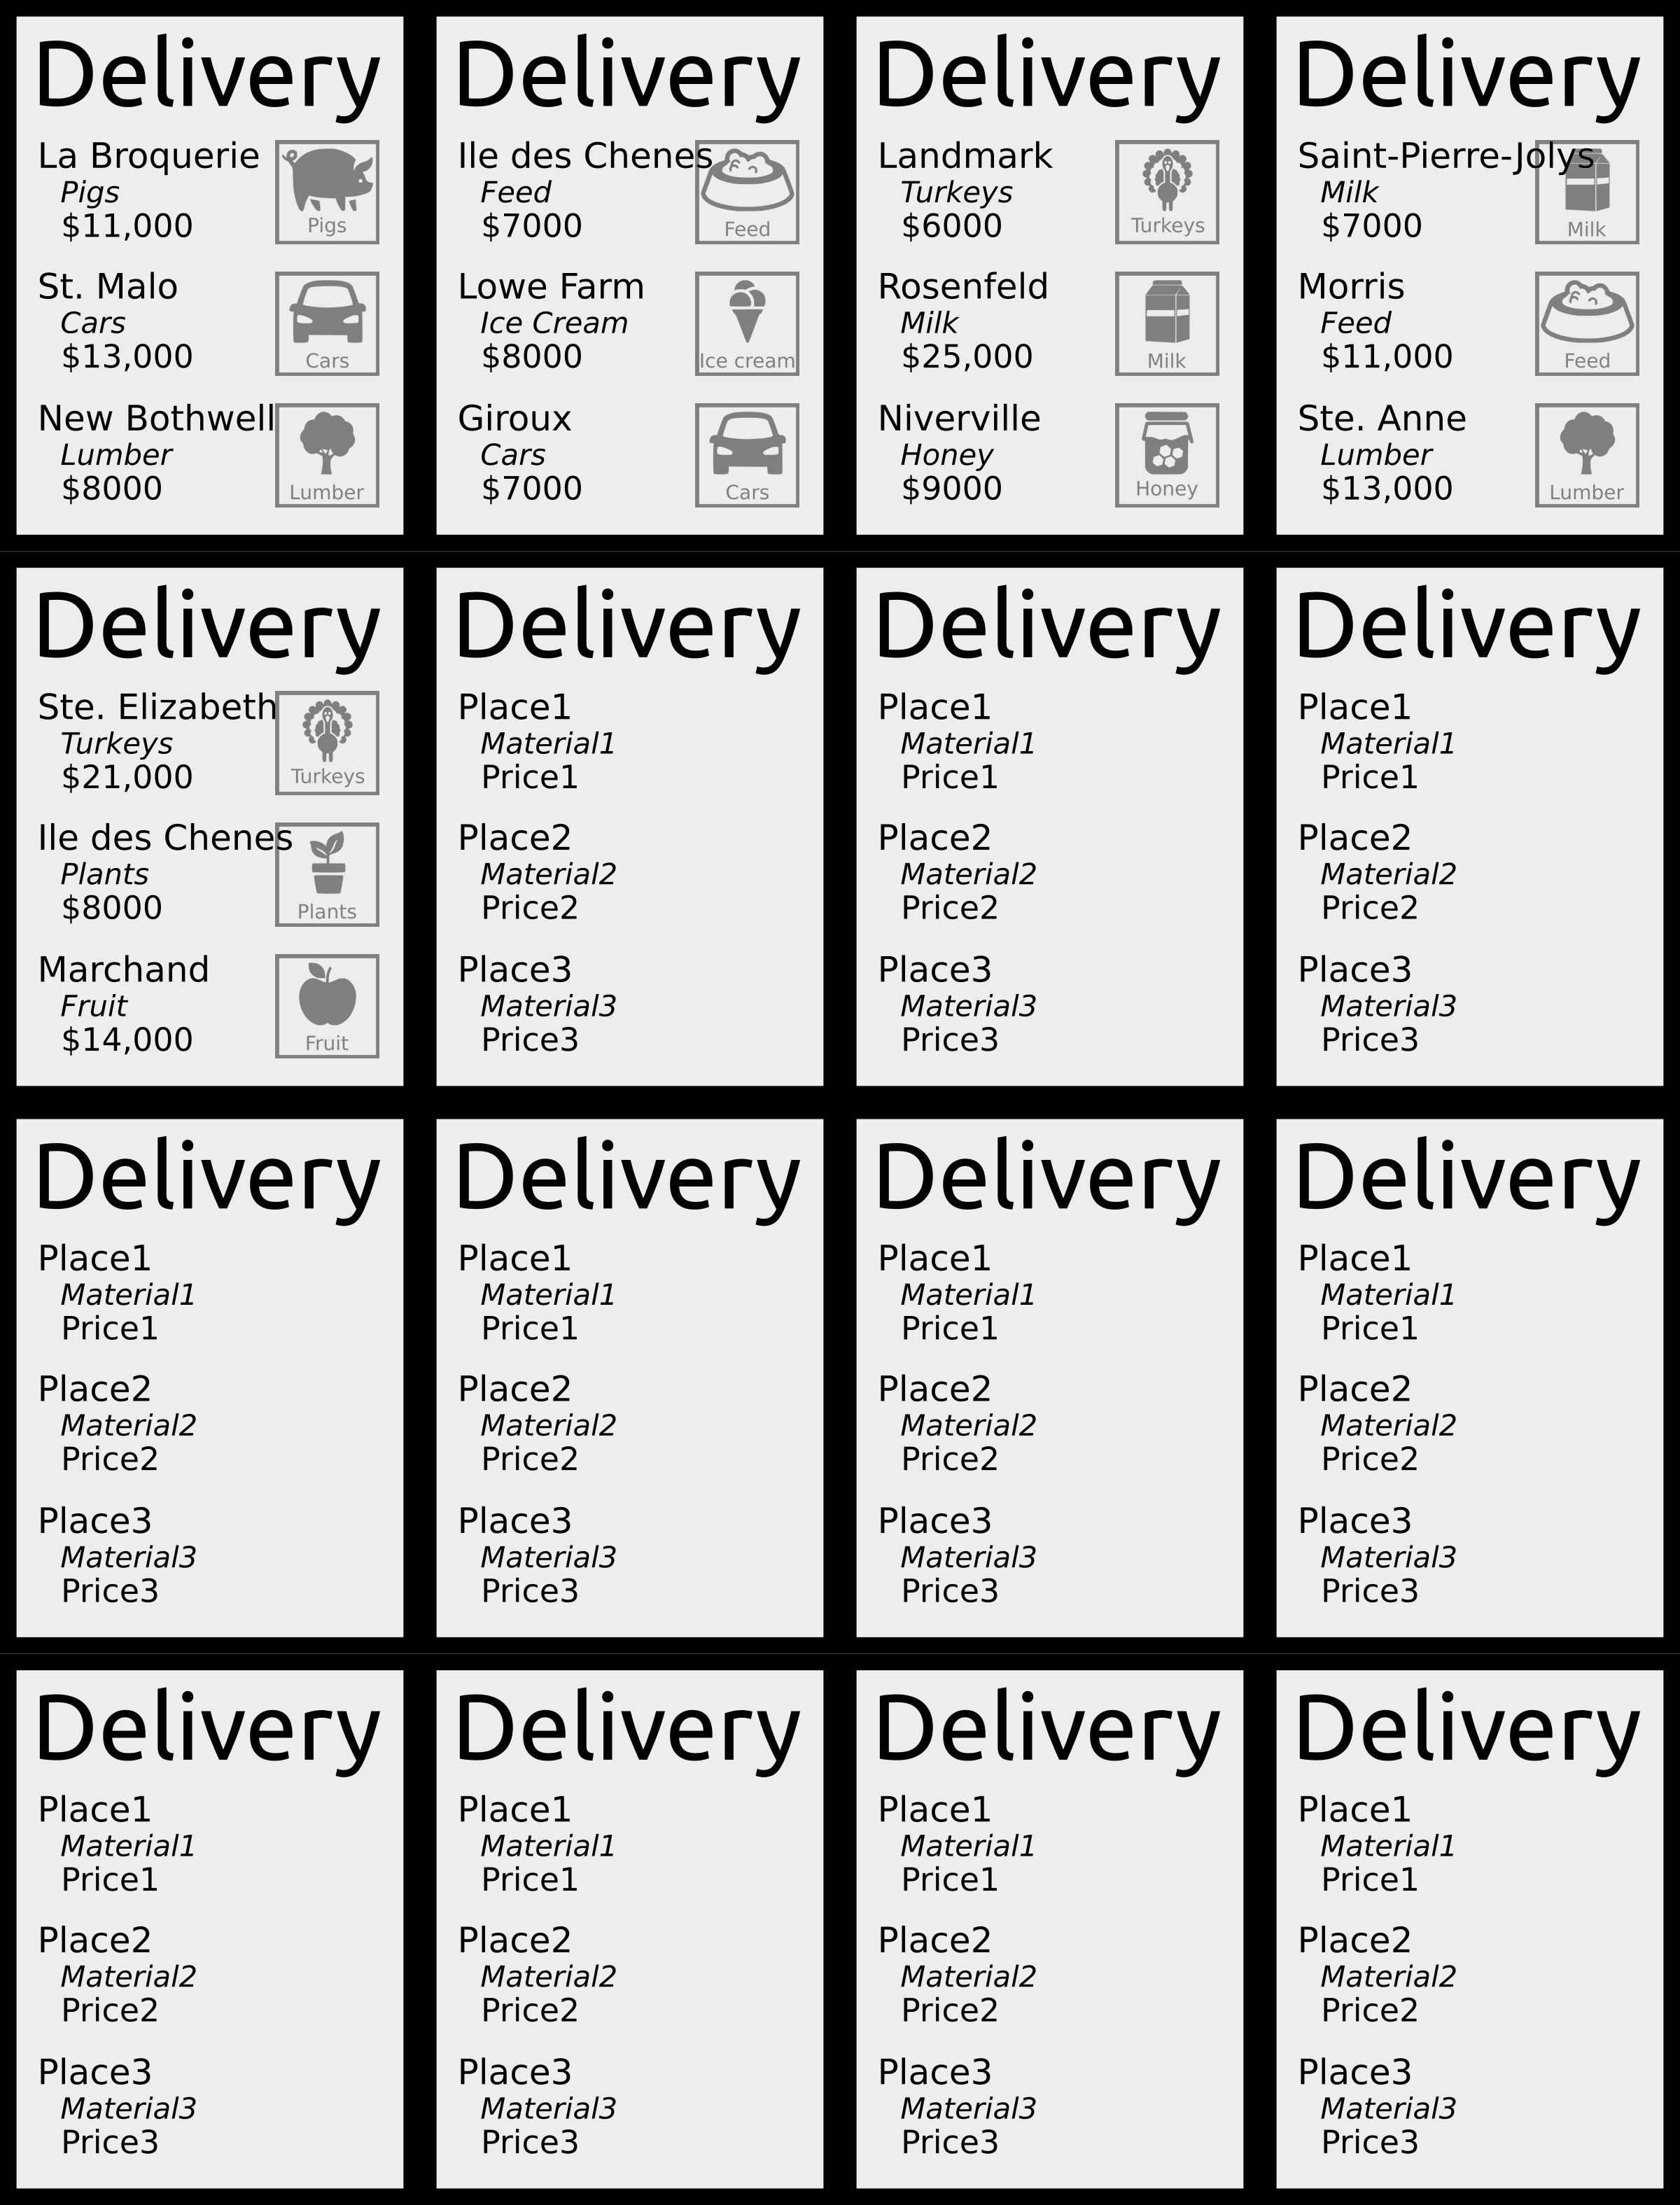 Delivery
La Broquerie
Pigs
$11,000
Pigs
St. Malo
Cars
$13,000
Cars
New Bothwell
Lumber
$8000
Lumber
Delivery
Ile des Chenes
Feed
$7000
Feed
Lowe Farm
Ice Cream
$8000
Ice cream
Giroux
Cars
$7000
Cars
Delivery
Landmark
Turkeys
$6000
Turkeys
Rosenfeld
Milk
$25,000
Milk
Niverville
Honey
$9000
Honey
Delivery
Saint-Pierre-Jolys
Milk
$7000
Milk
Morris
Feed
$11,000
Feed
Ste. Anne
Lumber
$13,000
Lumber
Delivery
Ste. Elizabeth
Turkeys
$21,000
Turkeys
Ile des Chenes
Plants
$8000
Plants
Marchand
Fruit
$14,000
Fruit
Delivery
Place1
Material1
Price1
Place2
Material2
Price2
Place3
Material3
Price3
Delivery
Place1
Material1
Price1
Place2
Material2
Price2
Place3
Material3
Price3
Delivery
Place1
Material1
Price1
Place2
Material2
Price2
Place3
Material3
Price3
Delivery
Place1
Material1
Price1
Place2
Material2
Price2
Place3
Material3
Price3
Delivery
Place1
Material1
Price1
Place2
Material2
Price2
Place3
Material3
Price3
Delivery
Place1
Material1
Price1
Place2
Material2
Price2
Place3
Material3
Price3
Delivery
Place1
Material1
Price1
Place2
Material2
Price2
Place3
Material3
Price3
Delivery
Place1
Material1
Price1
Place2
Material2
Price2
Place3
Material3
Price3
Delivery
Place1
Material1
Price1
Place2
Material2
Price2
Place3
Material3
Price3
Delivery
Place1
Material1
Price1
Place2
Material2
Price2
Place3
Material3
Price3
Delivery
Place1
Material1
Price1
Place2
Material2
Price2
Place3
Material3
Price3